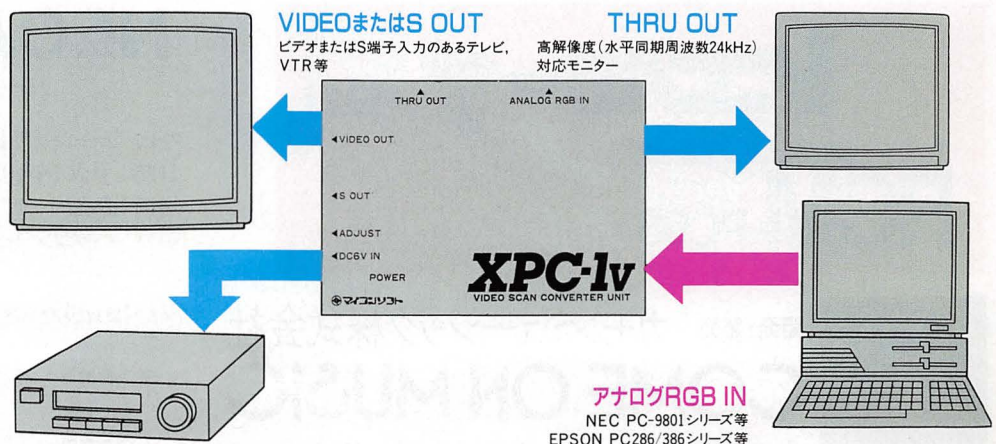 VIDEOまたはS OUT
ビデオまたはS端子入力のあるテレビ,
VTR等
THRU OUT
高解像度(水平同期周波数24kHz)
対応モニター
▲ ▲
THRU OUT ANALOG RGB IN
◀VIDEO OUT
◀S OUT
◀ADJUST
◀DC6V IN
POWER
マイコンソフト
XPC-1v
VIDEO SCAN CONVERTER UNIT
アナログRGB IN
NEC PC-9801シリーズ等
EPSON PC286/386シリーズ等